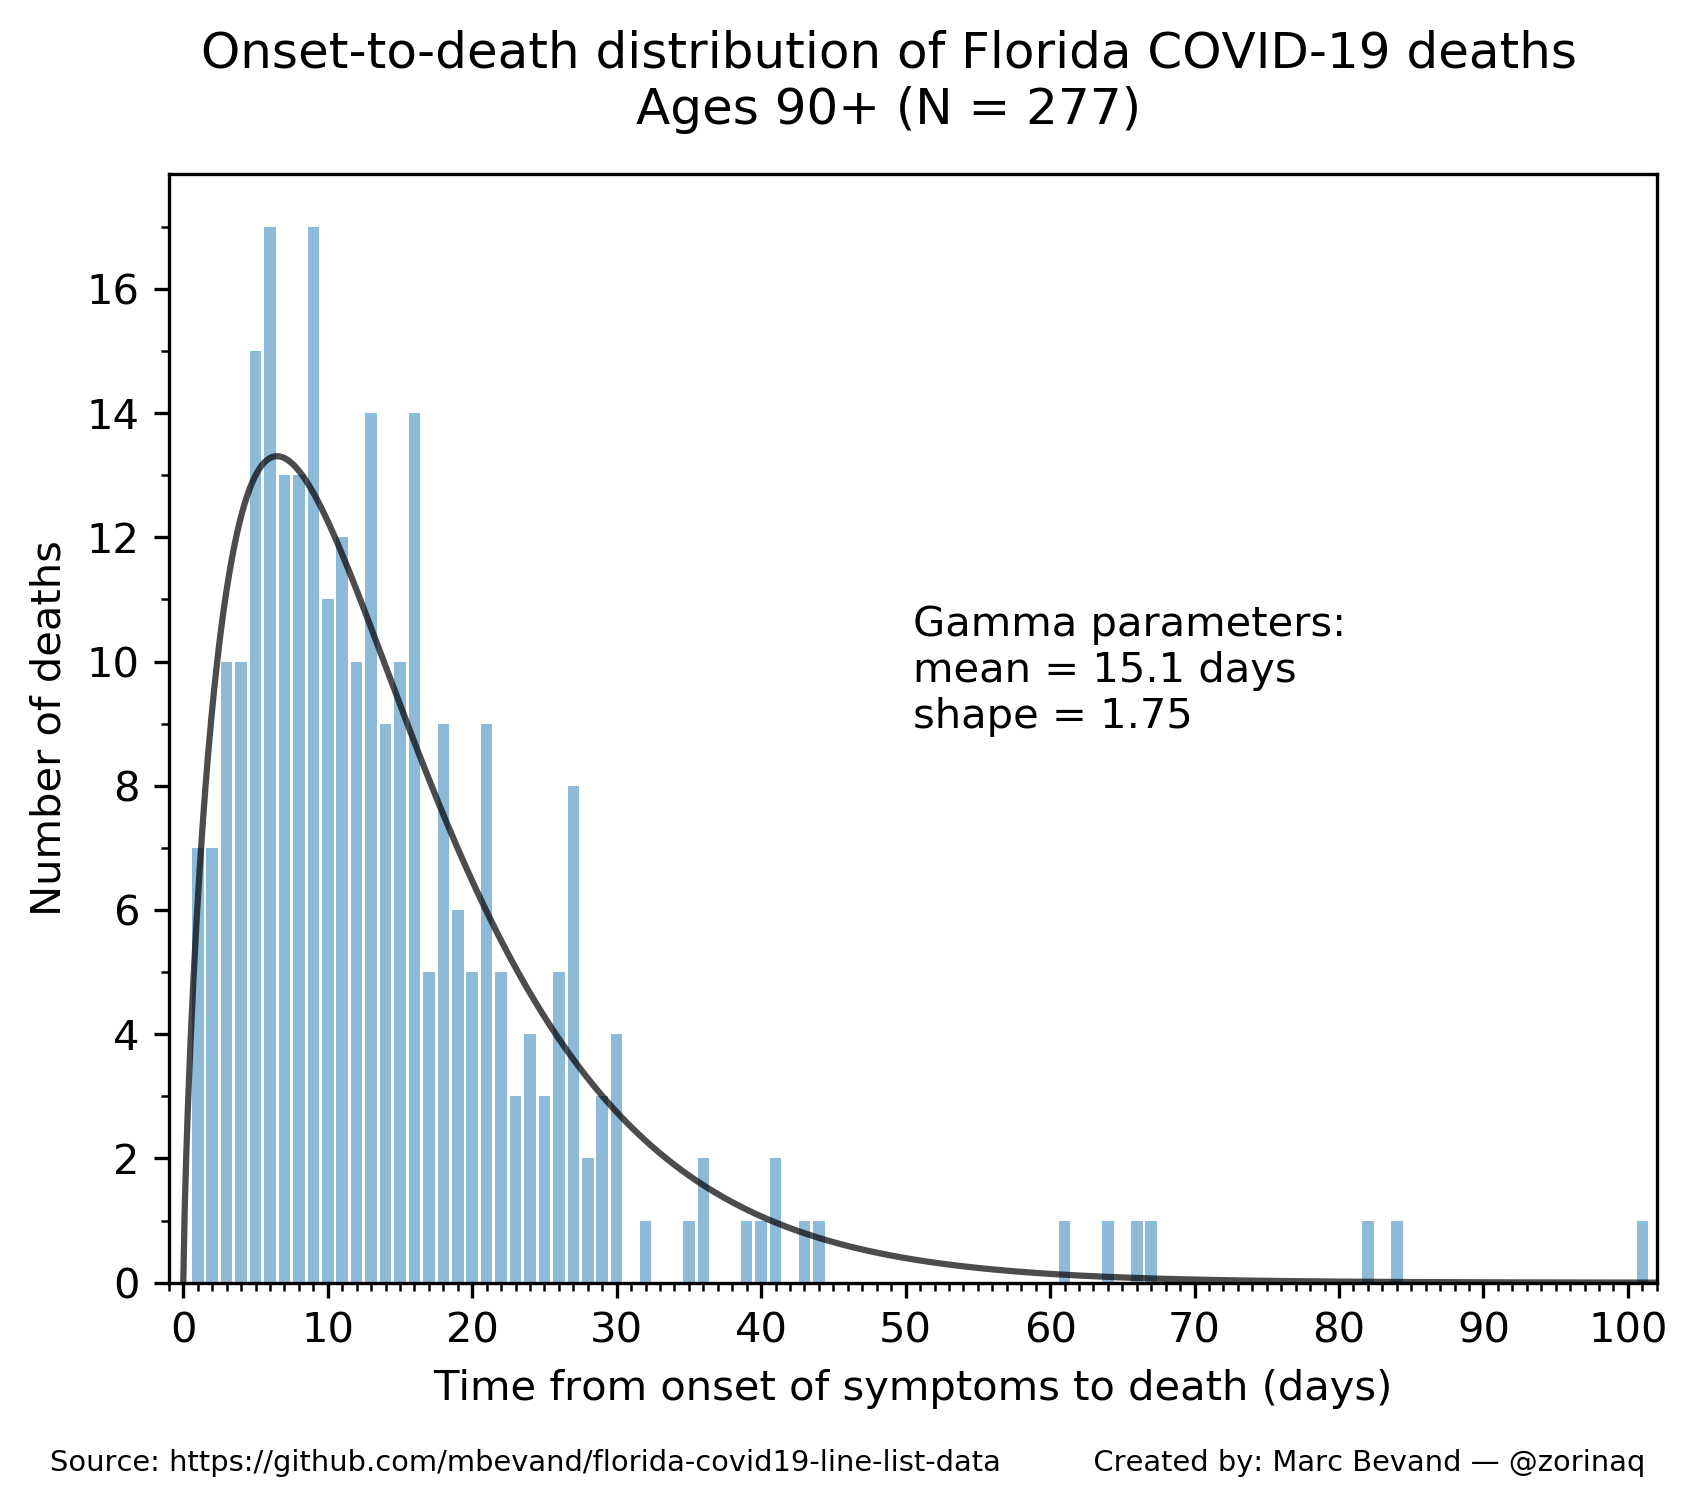 Onset-to-death distribution of Florida COVID-19 deaths
Ages 90+ (N = 277)
Number of deaths
16
14
12
10
8
6
4
2
0
Gamma parameters:
mean = 15.1 days
shape = 1.75
0 10 20 30 40 50 60 70 80 90 100
Time from onset of symptoms to death (days)
Source: https://github.com/mbevand/florida-covid19-line-list-data
Created by: Marc Bevand — @zorinaq